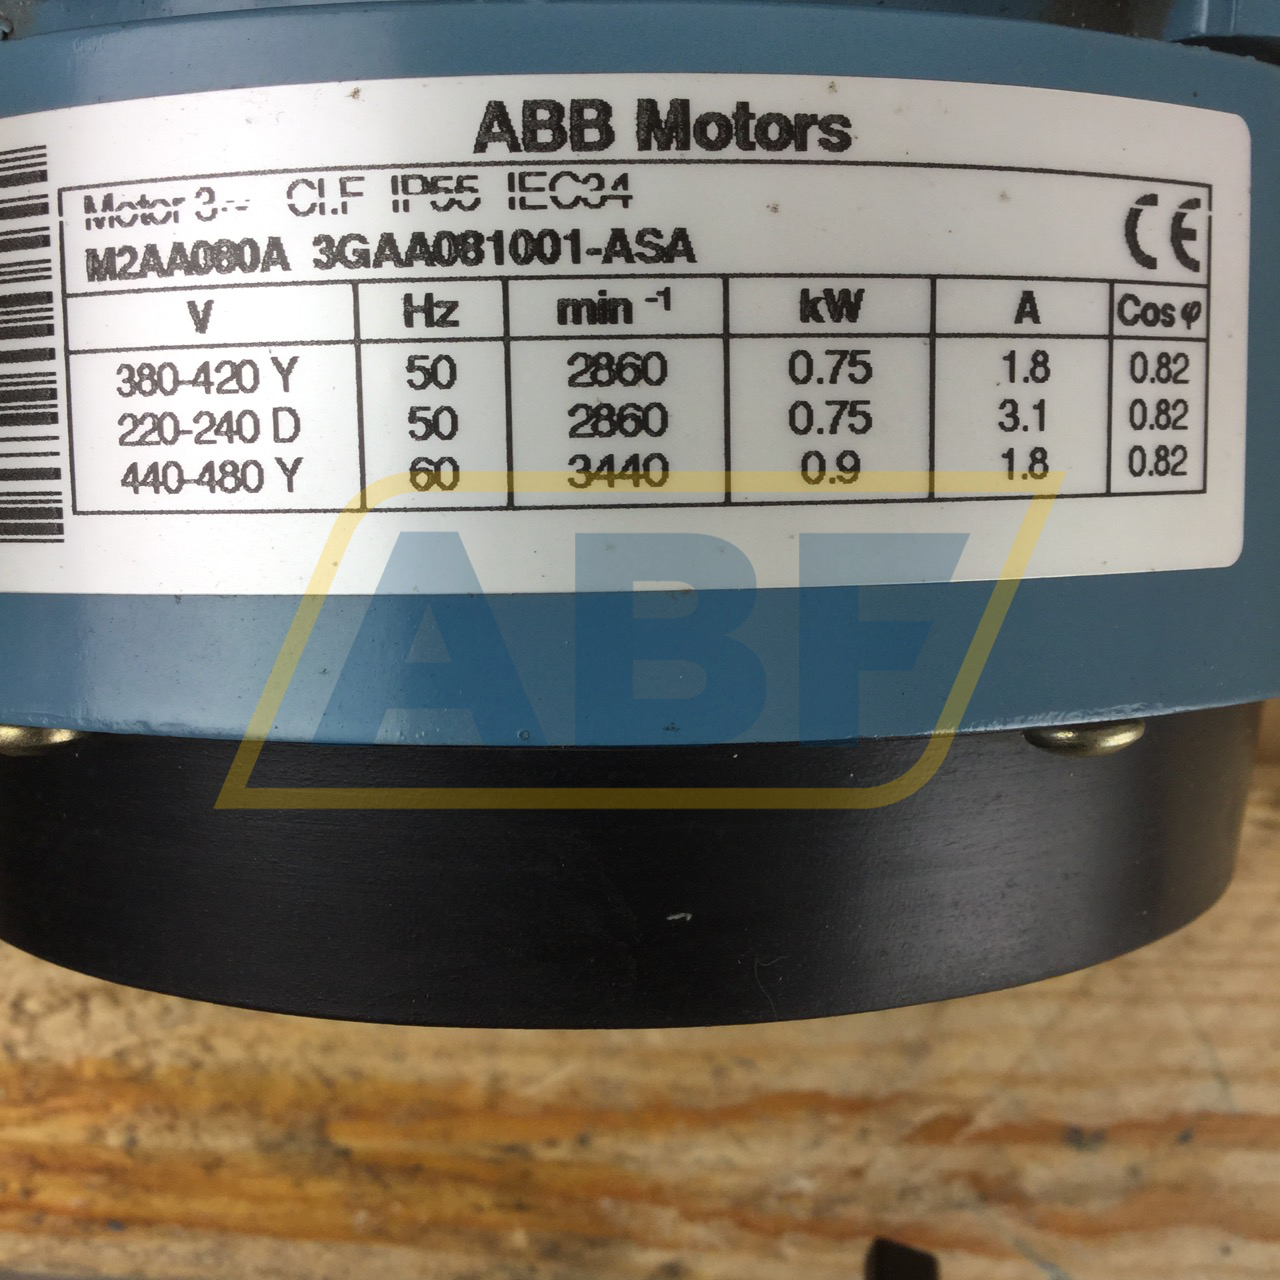 ABB Motors
Motor 3~ Cl.F IP55 IEC34
M2AA080A 3GAA081001-ASA
CE
V Hz min -1 kW A Cos φ
380-420 Y 50 2860 0.75 1.8 0.82
220-240 D 50 2860 0.75 3.1 0.82
440-480 Y 60 3440 0.9 1.8 0.82
ABF